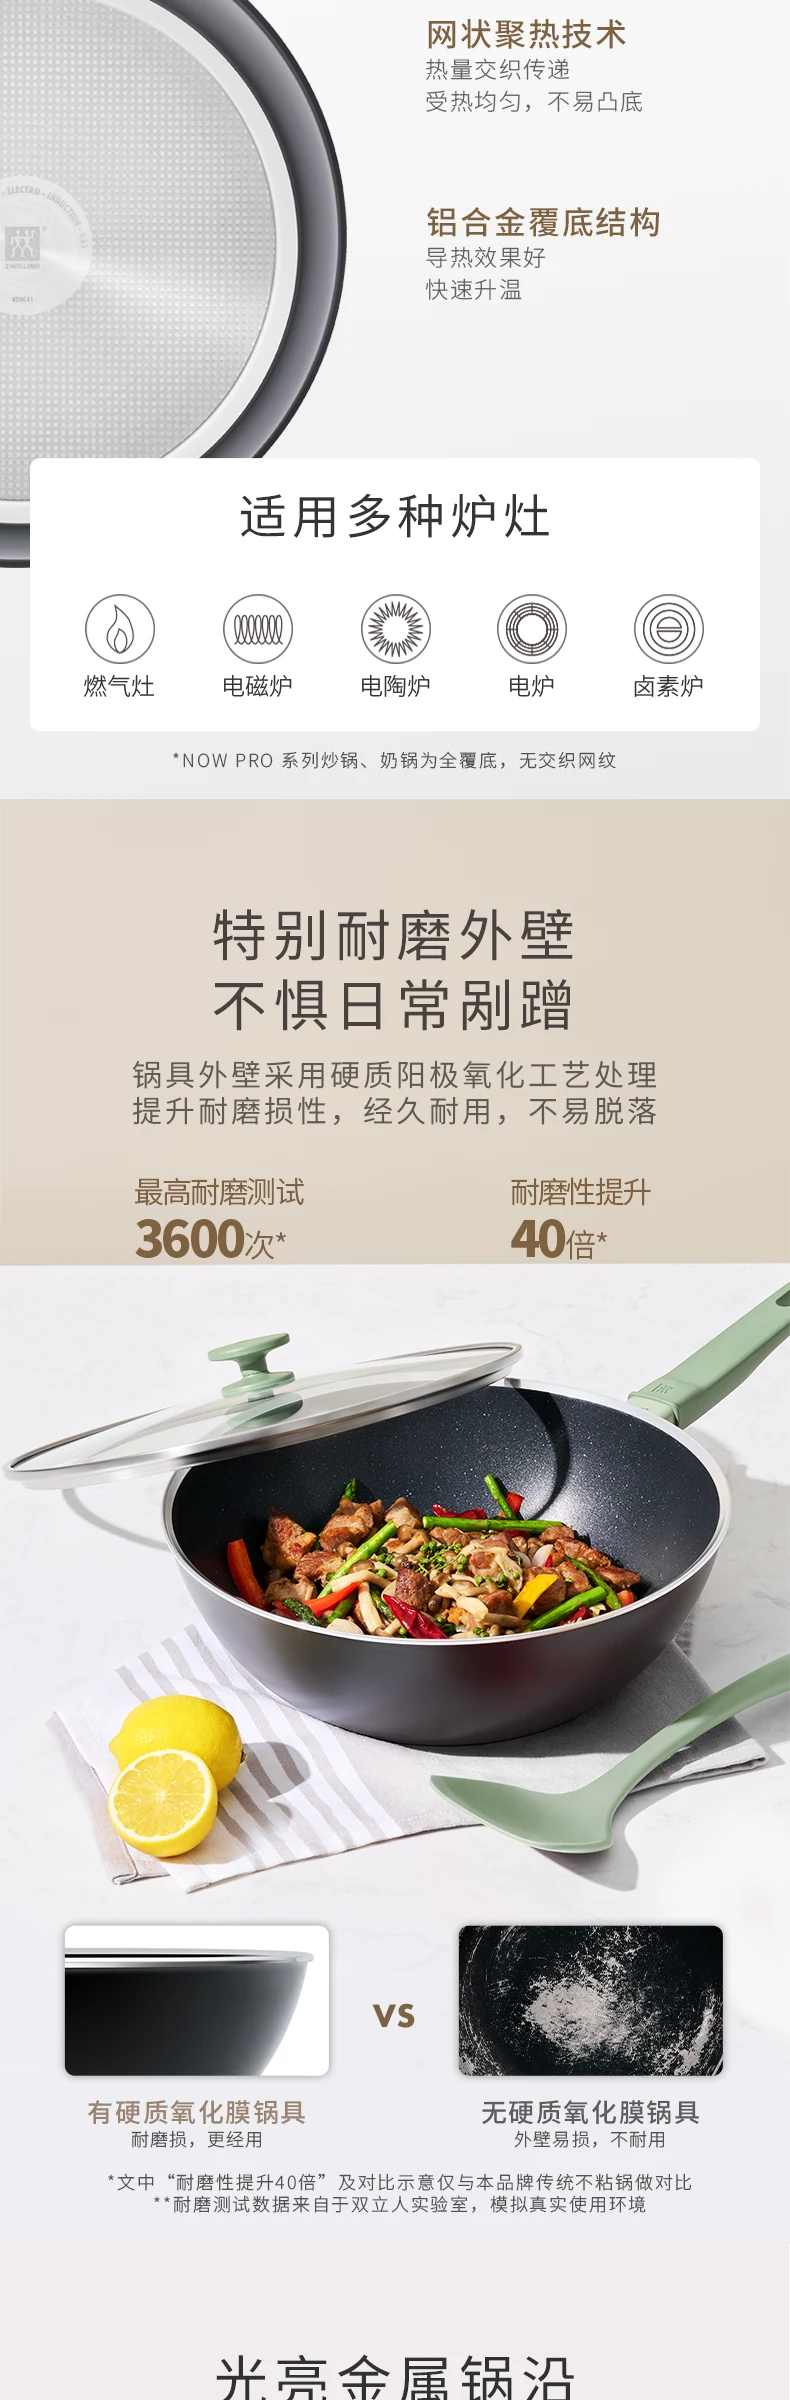 网状聚热技术
热量交织传递
受热均匀，不易凸底
铝合金覆底结构
导热效果好
快速升温
- ELECTRO - INDUCTION - GAS
ZWILLING
适用多种炉灶
燃气灶 电磁炉 电陶炉 电炉 卤素炉
*NOW PRO 系列炒锅、奶锅为全覆底，无交织网纹
特别耐磨外壁
不惧日常剐蹭
锅具外壁采用硬质阳极氧化工艺处理
提升耐磨损性，经久耐用，不易脱落
最高耐磨测试 耐磨性提升
3600次* 40倍*
VS
有硬质氧化膜锅具 无硬质氧化膜锅具
耐磨损，更经用 外壁易损，不耐用
*文中“耐磨性提升40倍”及对比示意仅与本品牌传统不粘锅做对比
**耐磨测试数据来自于双立人实验室，模拟真实使用环境
光亮金属锅沿